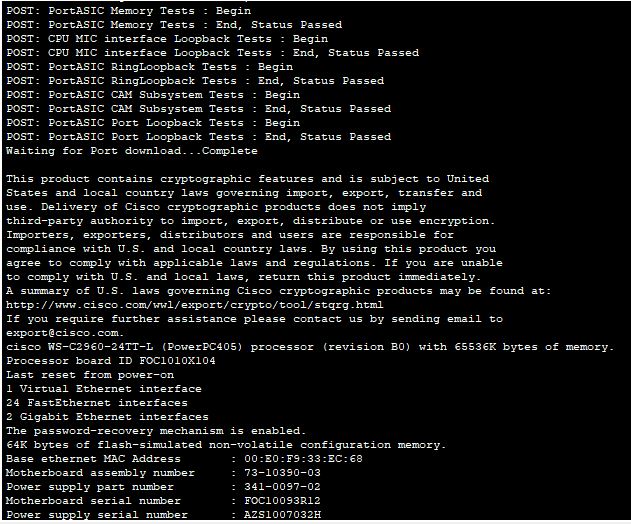 POST: PortASIC Memory Tests : Begin
POST: PortASIC Memory Tests : End, Status Passed
POST: CPU MIC interface Loopback Tests : Begin
POST: CPU MIC interface Loopback Tests : End, Status Passed
POST: PortASIC RingLoopback Tests : Begin
POST: PortASIC RingLoopback Tests : End, Status Passed
POST: PortASIC CAM Subsystem Tests : Begin
POST: PortASIC CAM Subsystem Tests : End, Status Passed
POST: PortASIC Port Loopback Tests : Begin
POST: PortASIC Port Loopback Tests : End, Status Passed
Waiting for Port download...Complete
This product contains cryptographic features and is subject to United
States and local country laws governing import, export, transfer and
use. Delivery of Cisco cryptographic products does not imply
third-party authority to import, export, distribute or use encryption.
Importers, exporters, distributors and users are responsible for
compliance with U.S. and local country laws. By using this product you
agree to comply with applicable laws and regulations. If you are unable
to comply with U.S. and local laws, return this product immediately.
A summary of U.S. laws governing Cisco cryptographic products may be found at:
http://www.cisco.com/wwl/export/crypto/tool/stqrg.html
If you require further assistance please contact us by sending email to
export@cisco.com.
cisco WS-C2960-24TT-L (PowerPC405) processor (revision B0) with 65536K bytes of memory.
Processor board ID FOC1010X104
Last reset from power-on
1 Virtual Ethernet interface
24 FastEthernet interfaces
2 Gigabit Ethernet interfaces
The password-recovery mechanism is enabled.
64K bytes of flash-simulated non-volatile configuration memory.
Base ethernet MAC Address : 00:E0:F9:33:EC:68
Motherboard assembly number : 73-10390-03
Power supply part number : 341-0097-02
Motherboard serial number : FOC10093R12
Power supply serial number : AZS1007032H